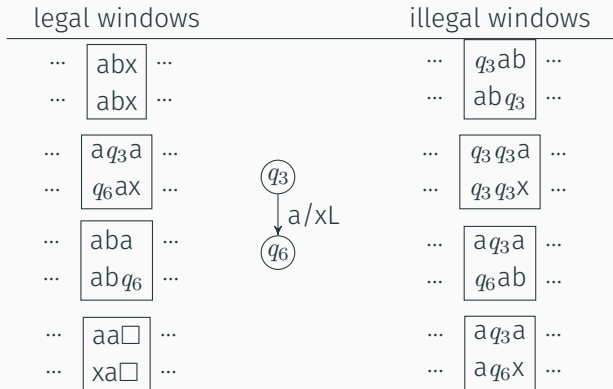 legal windows illegal windows
... abx ... ... q₃ab ...
... abx ... ... abq₃ ...
... aq₃a ... ... q₃q₃a ...
... q₆ax ... ... q₃q₃x ...
q₃
a/xL
q₆
... aba ... ... aq₃a ...
... abq₆ ... ... q₆ab ...
... aa□ ... ... aq₃a ...
... xa□ ... ... aq₆x ...